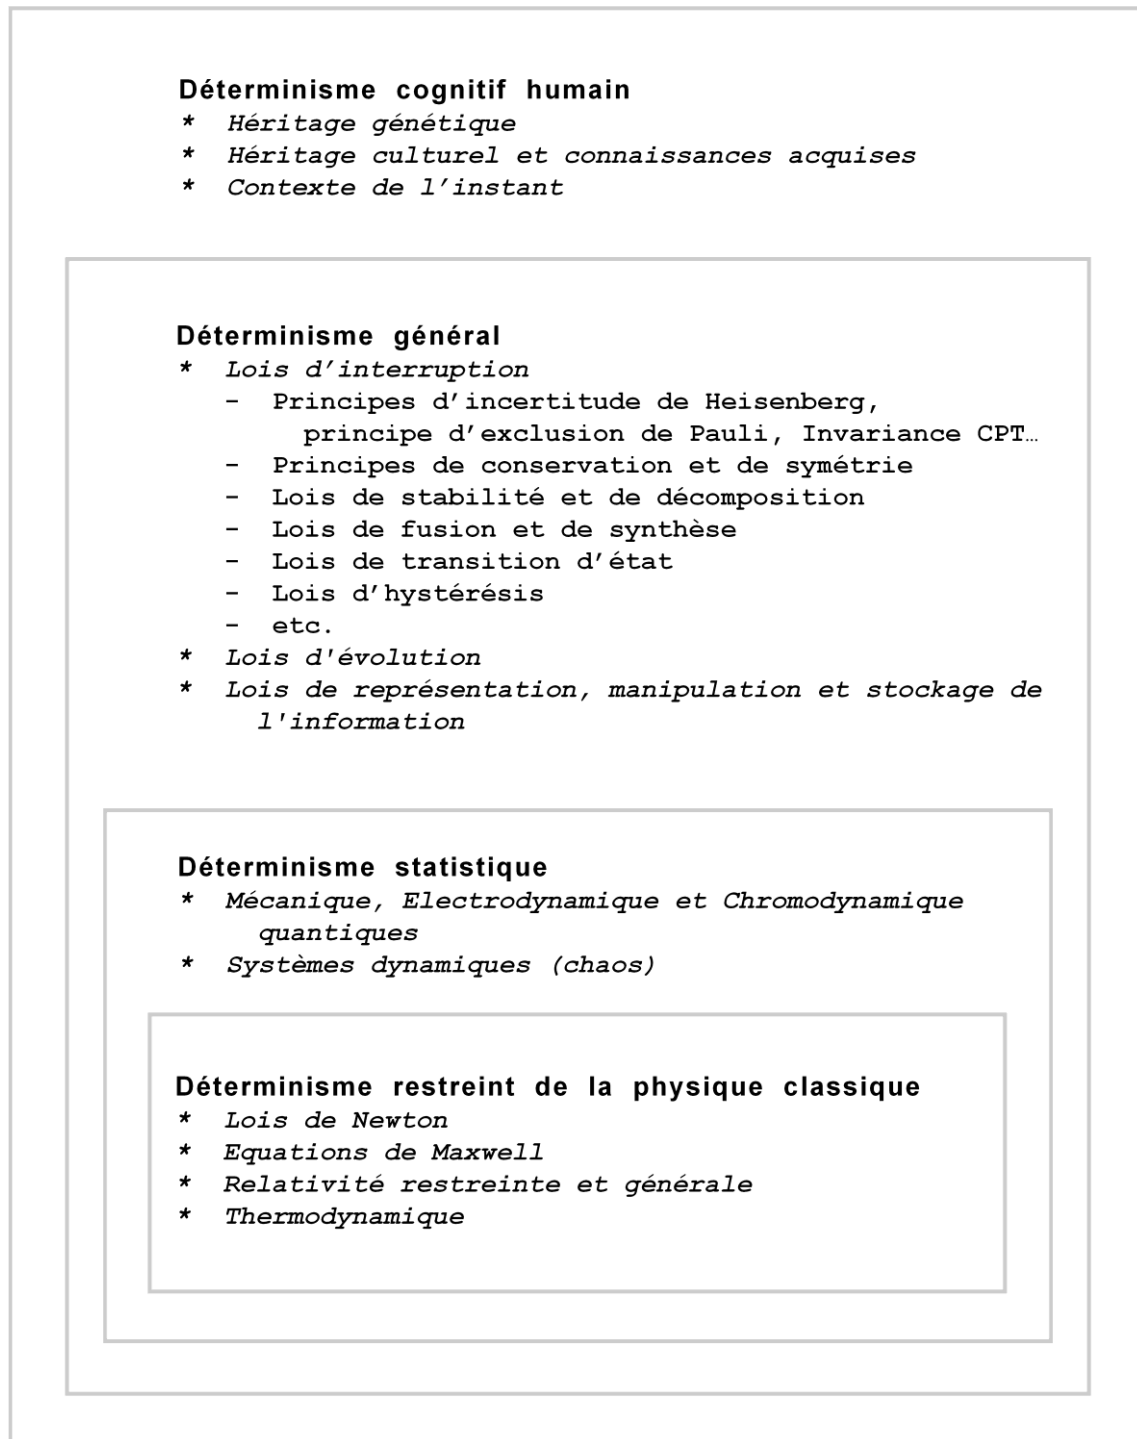 Déterminisme cognitif humain
* Héritage génétique
* Héritage culturel et connaissances acquises
* Contexte de l’instant
Déterminisme général
* Lois d’interruption
- Principes d’incertitude de Heisenberg,
principe d’exclusion de Pauli, Invariance CPT…
- Principes de conservation et de symétrie
- Lois de stabilité et de décomposition
- Lois de fusion et de synthèse
- Lois de transition d’état
- Lois d’hystérésis
- etc.
* Lois d'évolution
* Lois de représentation, manipulation et stockage de
l'information
Déterminisme statistique
* Mécanique, Electrodynamique et Chromodynamique
quantiques
* Systèmes dynamiques (chaos)
Déterminisme restreint de la physique classique
* Lois de Newton
* Equations de Maxwell
* Relativité restreinte et générale
* Thermodynamique